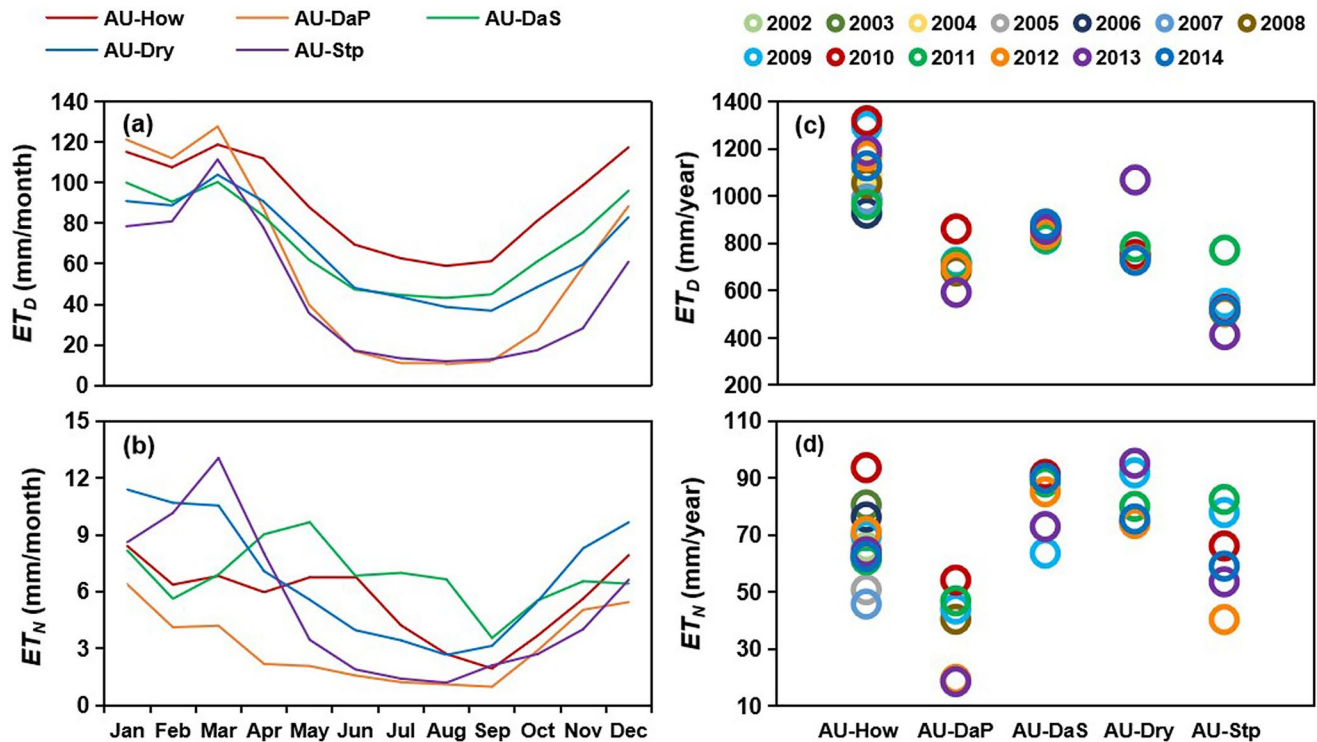 AU-How AU-DaP AU-DaS
AU-Dry AU-Stp
2002 2003 2004 2005 2006 2007 2008
2009 2010 2011 2012 2013 2014
(a)
140
120
100
80
60
40
20
0
ET_D (mm/month)
(c)
1400
1200
1000
800
600
400
200
ET_D (mm/year)
(b)
15
12
9
6
3
0
ET_N (mm/month)
Jan Feb Mar Apr May Jun Jul Aug Sep Oct Nov Dec
(d)
110
90
70
50
30
10
ET_N (mm/year)
AU-How AU-DaP AU-DaS AU-Dry AU-Stp